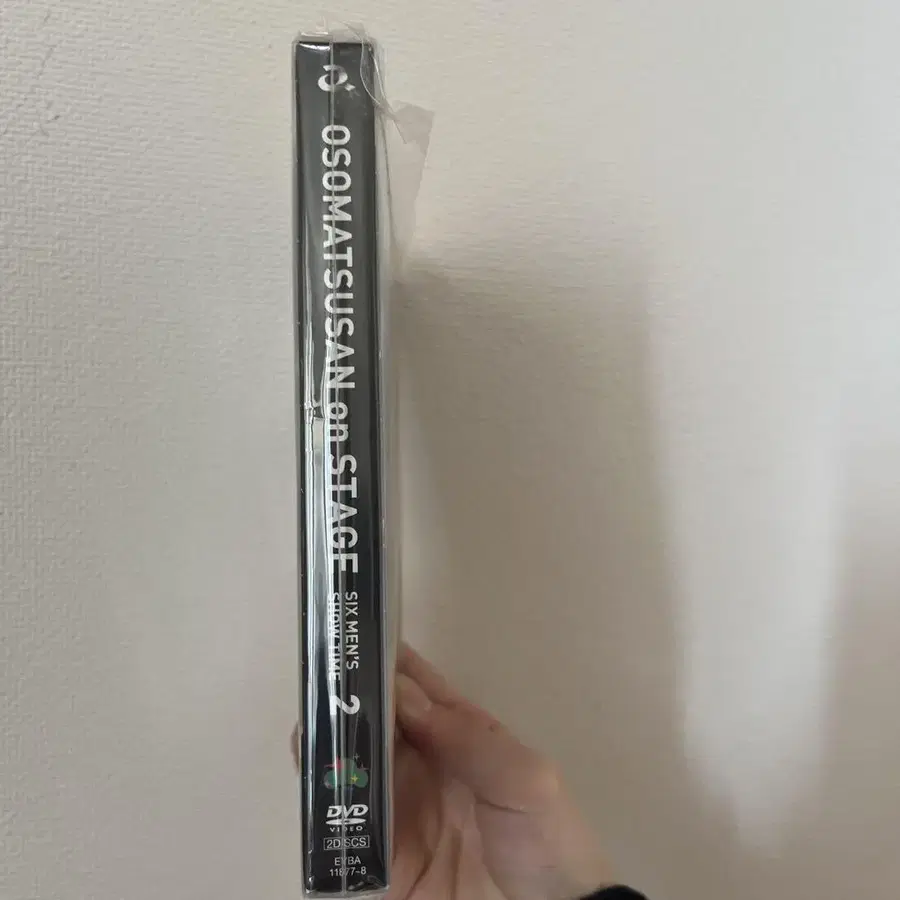 OSOMATSUSAN on STAGE
SIX MEN'S
SHOW TIME
2
DVD
VIDEO
2DISCS
EYBA
11877-8